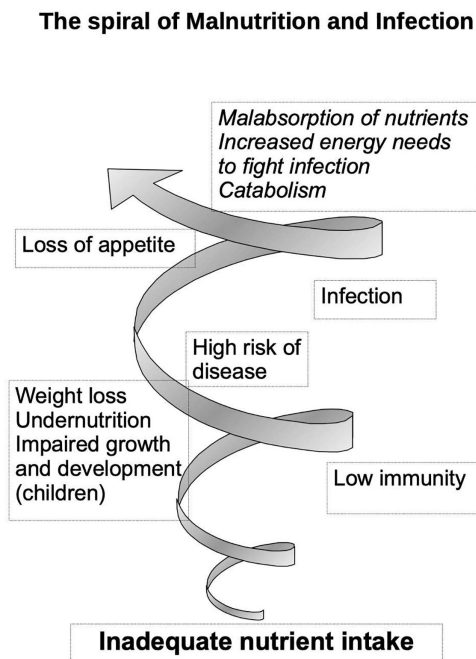 The spiral of Malnutrition and Infection
Malabsorption of nutrients
Increased energy needs
to fight infection
Catabolism
Loss of appetite
Infection
High risk of
disease
Weight loss
Undernutrition
Impaired growth
and development
(children)
Low immunity
Inadequate nutrient intake